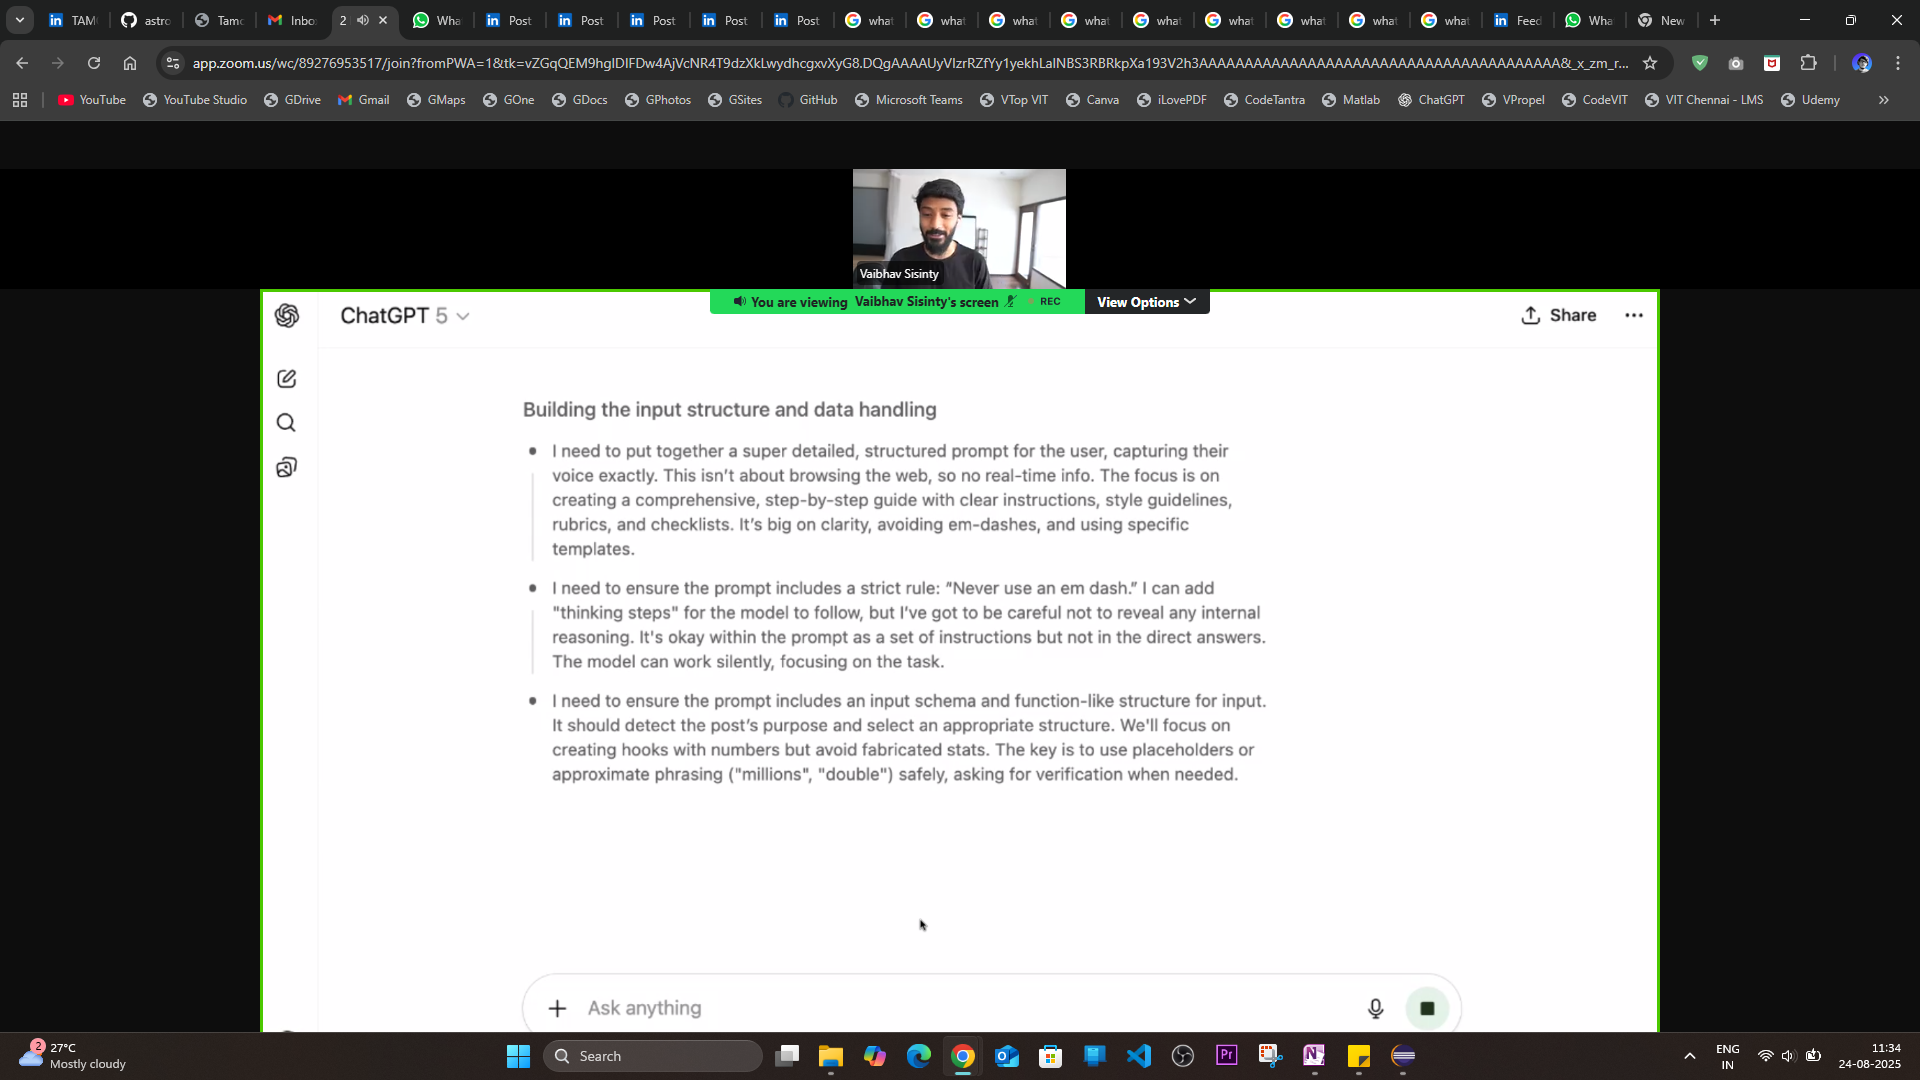 TAM
astro
Tamo
Inbo
2
Wha
Post
Post
Post
Post
Post
what
what
what
what
what
what
what
what
what
Feed
Wha
New
app.zoom.us/wc/89276953517/join?fromPWA=1&tk=
YouTube
YouTube Studio
GDrive
Gmail
GMaps
GOne
GDocs
GPhotos
GSites
GitHub
Microsoft Teams
VTop VIT
Canva
iLovePDF
CodeTantra
Matlab
ChatGPT
VPropel
CodeVIT
VIT Chennai - LMS
Udemy
Vaibhav Sisinty
You are viewing Vaibhav Sisinty's screen
REC
View Options
ChatGPT 5
Share
Building the input structure and data handling
I need to put together a super detailed, structured prompt for the user, capturing their
voice exactly. This isn't about browsing the web, so no real-time info. The focus is on
creating a comprehensive, step-by-step guide with clear instructions, style guidelines,
rubrics, and checklists. It's big on clarity, avoiding em-dashes, and using specific
templates.
I need to ensure the prompt includes a strict rule: “Never use an em dash.” I can add
"thinking steps" for the model to follow, but I've got to be careful not to reveal any internal
reasoning. It's okay within the prompt as a set of instructions but not in the direct answers.
The model can work silently, focusing on the task.
I need to ensure the prompt includes an input schema and function-like structure for input.
It should detect the post's purpose and select an appropriate structure. We'll focus on
creating hooks with numbers but avoid fabricated stats. The key is to use placeholders or
approximate phrasing ("millions", "double") safely, asking for verification when needed.
Ask anything
2
27°C
Mostly cloudy
Search
Pr
ENG
IN
11:34
24-08-2025